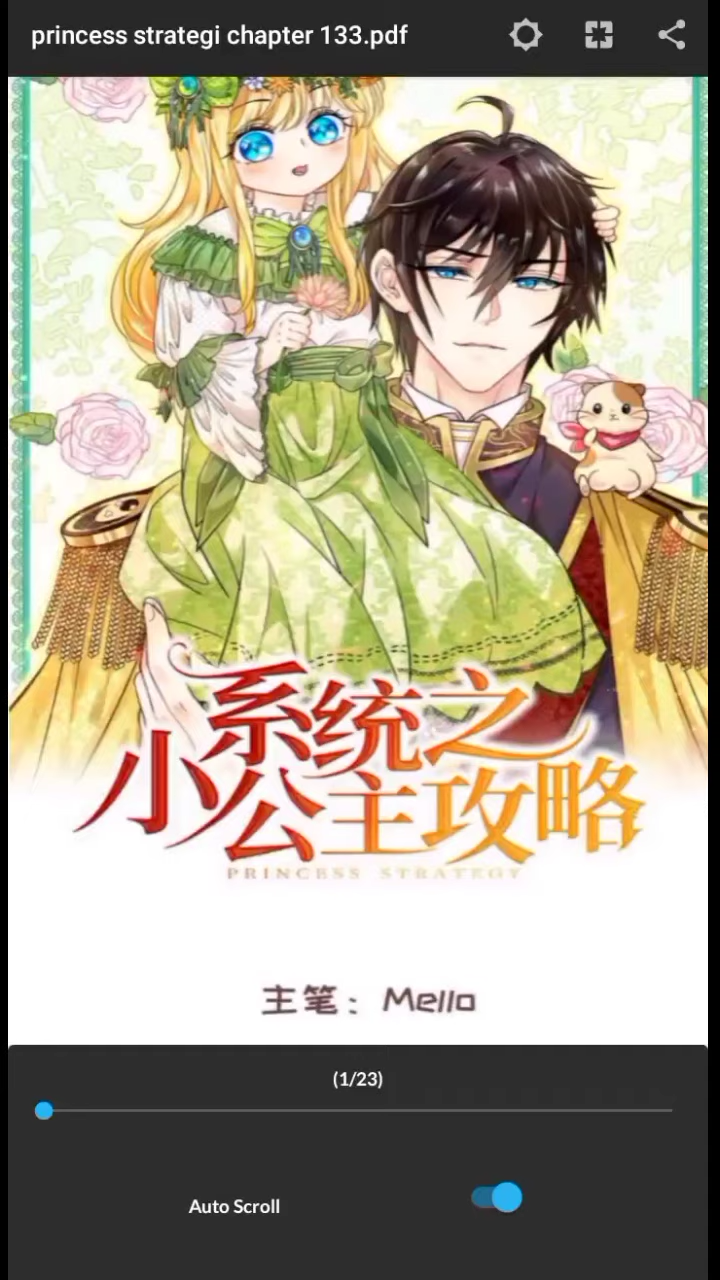 princess strategi chapter 133.pdf
系统之
小公主攻略
PRINCESS STRATEGY
主笔：Mello
(1/23)
Auto Scroll